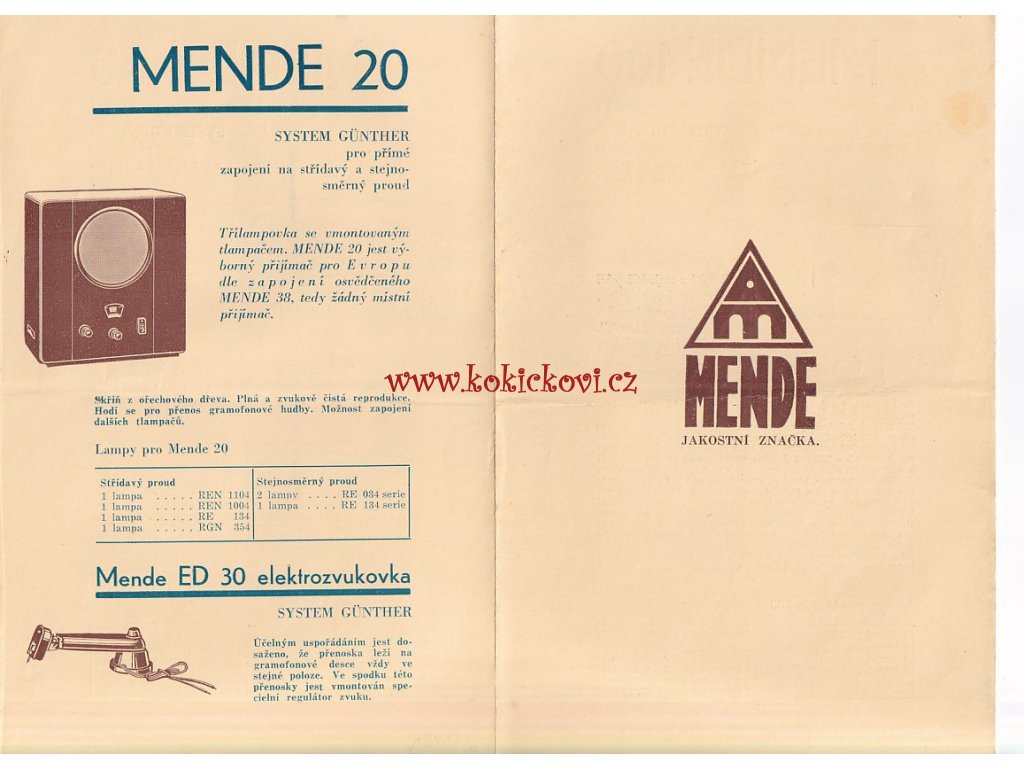 MENDE 20
SYSTEM GÜNTHER
pro přímé
zapojení na střídavý a stejno-
směrný proud
Třílampovka se vmontovaným
tlampačem. MENDE 20 jest vý-
borný přijímač pro Evropu
dle zapojení osvědčeného
MENDE 38, tedy žádný místní
přijímač.
Skříň z ořechového dřeva. Plná a zvukově čistá reprodukce.
Hodí se pro přenos gramofonové hudby. Možnost zapojení
dalších tlampačů.
Lampy pro Mende 20
Střídavý proud
1 lampa ..... REN 1104
1 lampa ..... REN 1004
1 lampa ..... RE 134
1 lampa ..... RGN 354
Stejnosměrný proud
2 lampy .... RE 034 serie
1 lampa .... RE 134 serie
Mende ED 30 elektrozvukovka
SYSTEM GÜNTHER
Účelným uspořádáním jest do-
saženo, že přenoska leží na
gramofonové desce vždy ve
stejné poloze. Ve spodku této
přenosky jest vmontován spe-
cielní regulátor zvuku.
www.kokickovi.cz
m
MENDE
JAKOSTNÍ ZNAČKA.